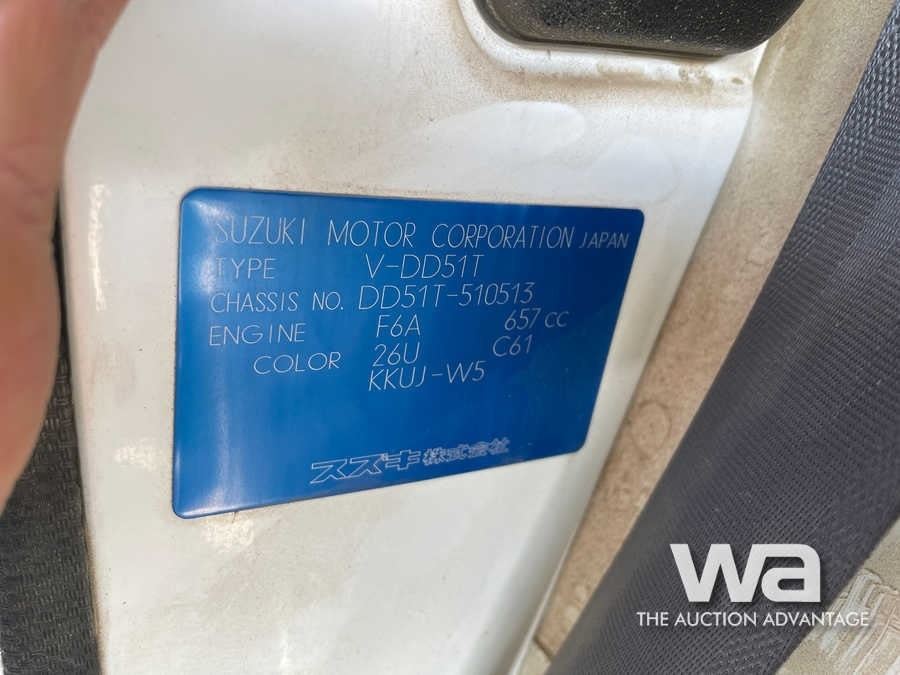 SUZUKI MOTOR CORPORATION JAPAN
TYPE V-DD51T
CHASSIS NO. DD51T-510513
ENGINE F6A 657 CC
COLOR 26U C61
KKUJ-W5
スズキ株式会社
wa
THE AUCTION ADVANTAGE